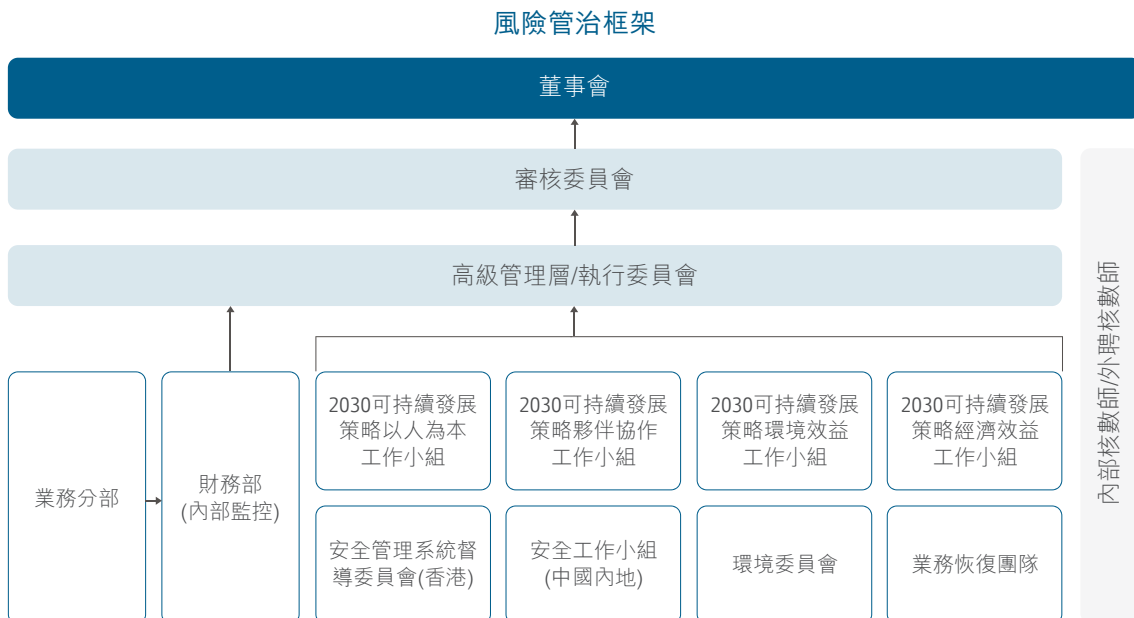 風險管治框架
董事會
審核委員會
高級管理層/執行委員會
業務分部
財務部
(內部監控)
2030可持續發展
策略以人為本
工作小組
2030可持續發展
策略夥伴協作
工作小組
2030可持續發展
策略環境效益
工作小組
2030可持續發展
策略經濟效益
工作小組
安全管理系統督
導委員會(香港)
安全工作小組
(中國內地)
環境委員會
業務恢復團隊
內部核數師/外聘核數師